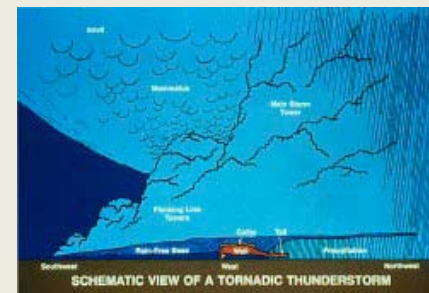 Anvil
Mammatus
Main Storm
Tower
Flanking Line
Towers
Collar
Tail
Rain-Free Base
Wall
Precipitation
Southwest
West
Northwest
SCHEMATIC VIEW OF A TORNADIC THUNDERSTORM